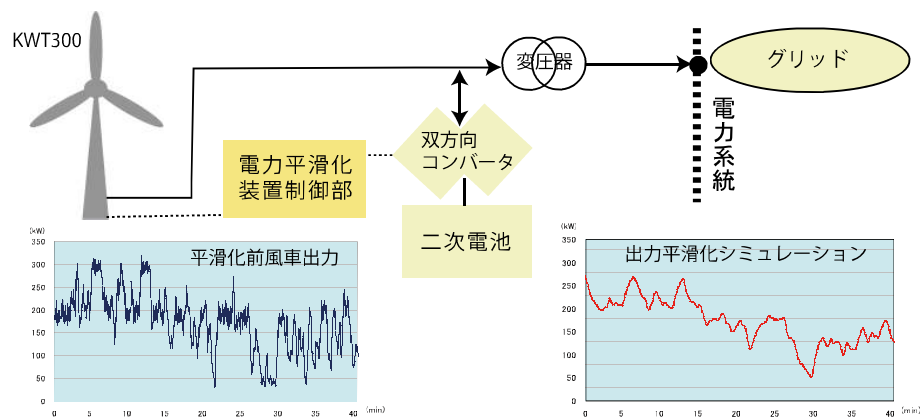 KWT300
変圧器
グリッド
電力系統
双方向
コンバータ
電力平滑化
装置制御部
二次電池
(kW)
平滑化前風車出力
350
300
250
200
150
100
50
0
5
10
15
20
25
30
35
40
(min)
(kW)
出力平滑化シミュレーション
350
300
250
200
150
100
50
0
0
5
10
15
20
25
30
35
40
(min)